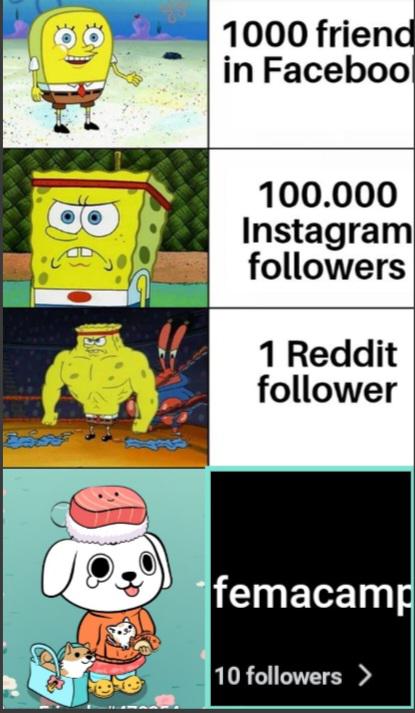 1000 friend
in Faceboo
100.000
Instagram
followers
1 Reddit
follower
femacamp
10 followers